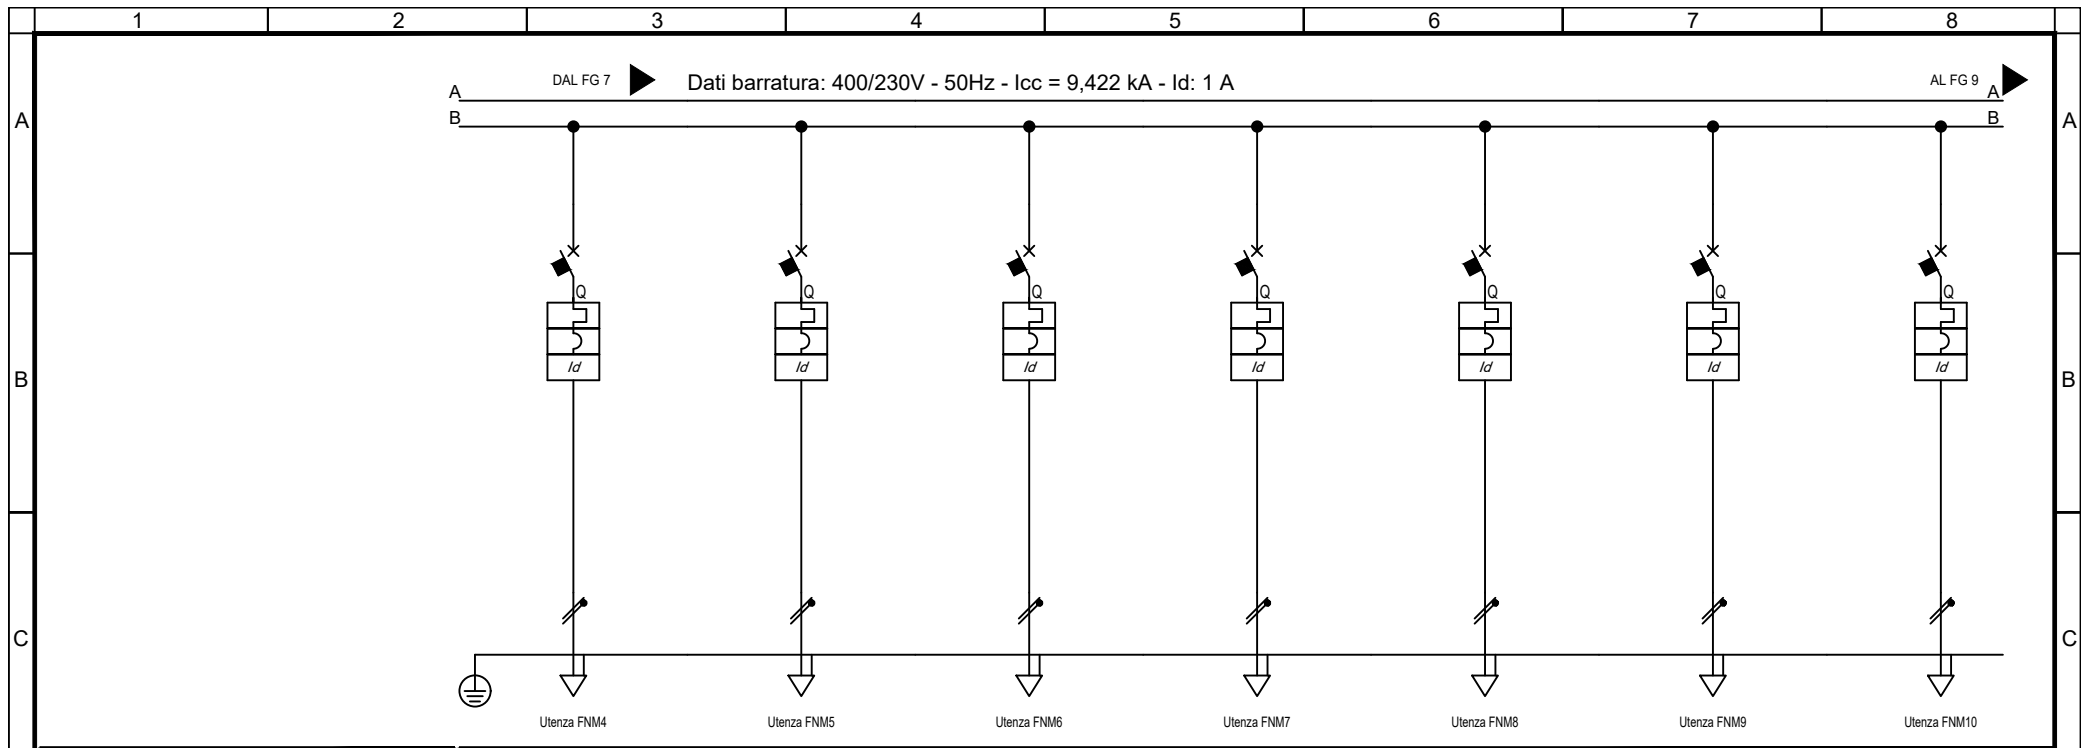 1 2 3 4 5 6 7 8
DAL FG 7 Dati barratura: 400/230V - 50Hz - Icc = 9,422 kA - Id: 1 A AL FG 9
A A
A A
B B
Q Q Q Q Q Q Q
Id Id Id Id Id Id Id
B B
C C
Utenza FNM4 Utenza FNM5 Utenza FNM6 Utenza FNM7 Utenza FNM8 Utenza FNM9 Utenza FNM10